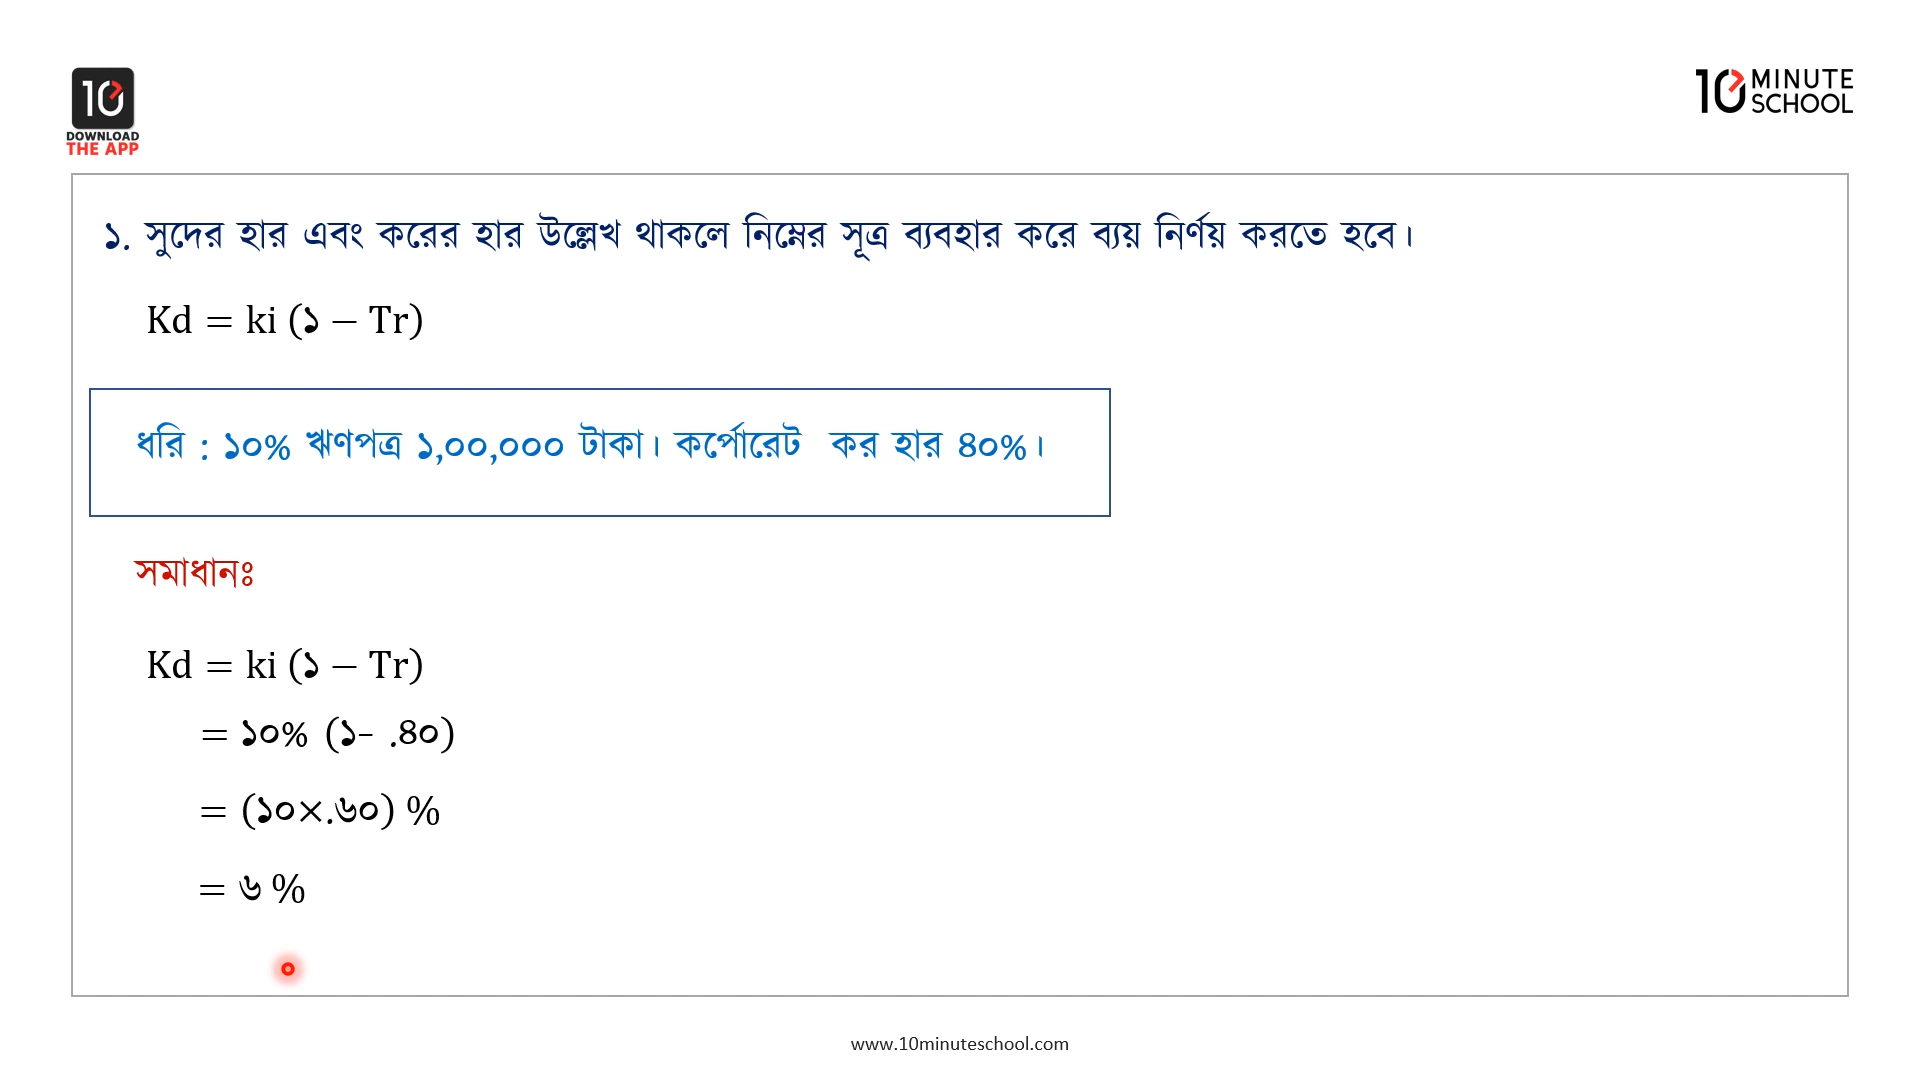 10
DOWNLOAD
THE APP
10 MINUTE
SCHOOL
১. সুদের হার এবং করের হার উল্লেখ থাকলে নিম্নের সূত্র ব্যবহার করে ব্যয় নির্ণয় করতে হবে।
Kd = ki (১ − Tr)
ধরি : ১০% ঋণপত্র ১,০০,০০০ টাকা। কর্পোরেট কর হার ৪০%।
সমাধানঃ
Kd = ki (১ − Tr)
= ১০% (১- .৪০)
= (১০×.৬০) %
= ৬ %
www.10minuteschool.com